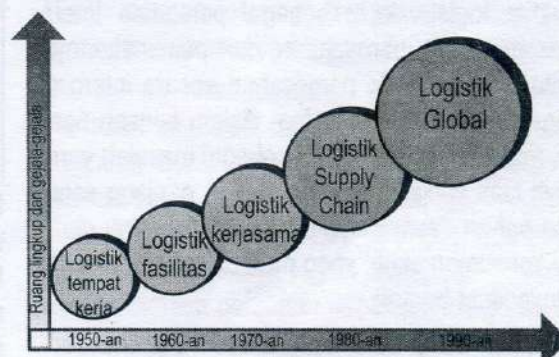 Ruang lingkup dan gejala-gejala
Logistik
tempat
kerja
Logistik
fasilitas
Logistik
kerjasama
Logistik
Supply
Chain
Logistik
Global
1950-an
1960-an
1970-an
1980-an
1990-an